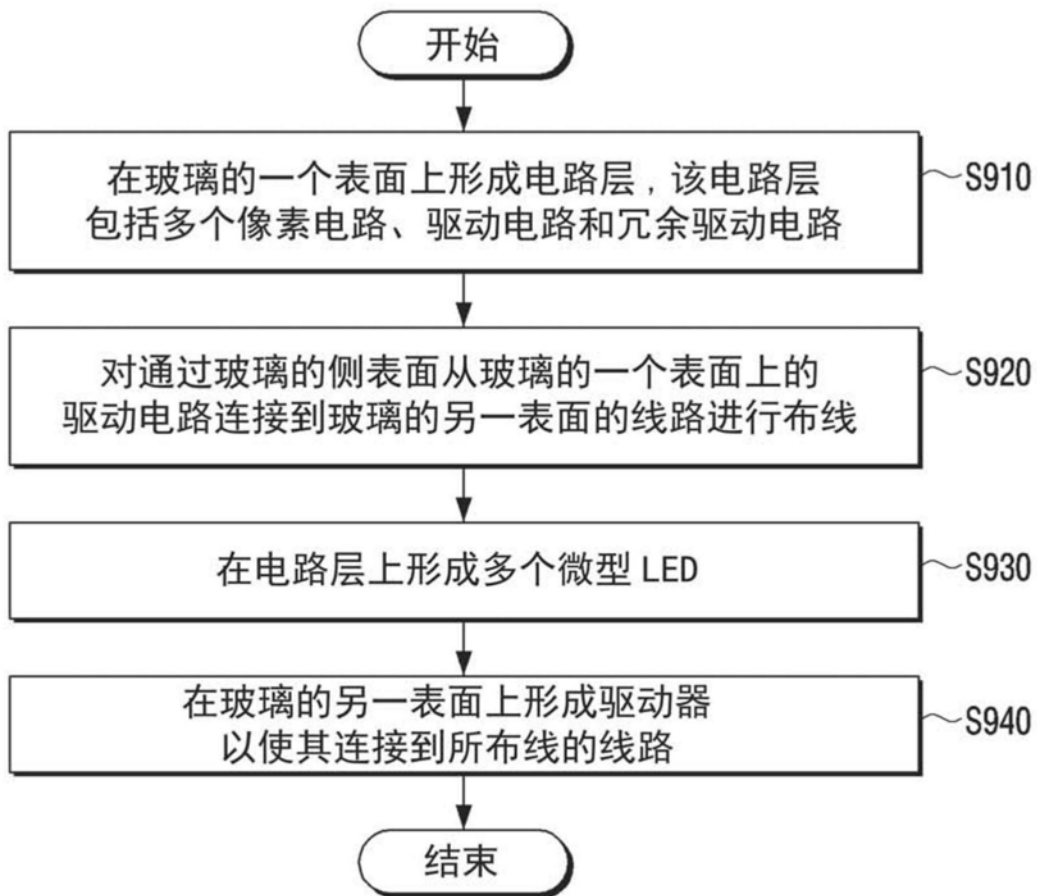 开始
在玻璃的一个表面上形成电路层，该电路层
包括多个像素电路、驱动电路和冗余驱动电路
S910
对通过玻璃的侧表面从玻璃的一个表面上的
驱动电路连接到玻璃的另一表面的线路进行布线
S920
在电路层上形成多个微型 LED
S930
在玻璃的另一表面上形成驱动器
以使其连接到所布线的线路
S940
结束